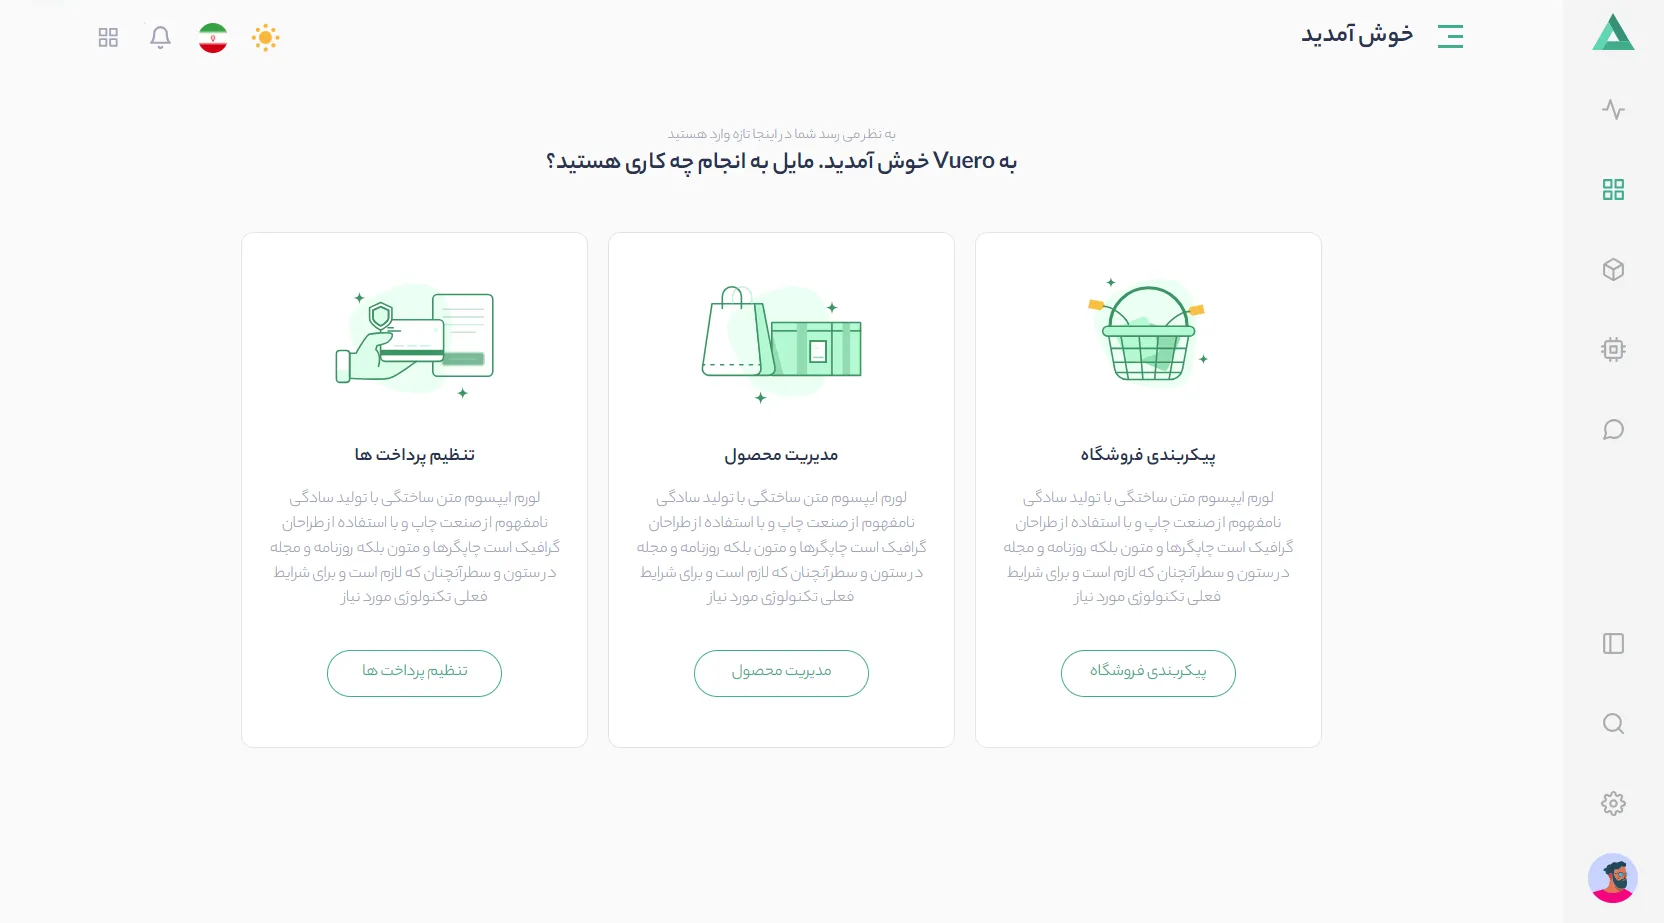 خوش آمدید
به نظر می رسد شما در اینجا تازه وارد هستید
به Vuero خوش آمدید. مایل به انجام چه کاری هستید؟
پیکربندی فروشگاه
لورم ایپسوم متن ساختگی با تولید سادگی
نامفهوم از صنعت چاپ و با استفاده از طراحان
گرافیک است چاپگرها و متون بلکه روزنامه و مجله
در ستون و سطرآنچنان که لازم است و برای شرایط
فعلی تکنولوژی مورد نیاز
پیکربندی فروشگاه
مدیریت محصول
لورم ایپسوم متن ساختگی با تولید سادگی
نامفهوم از صنعت چاپ و با استفاده از طراحان
گرافیک است چاپگرها و متون بلکه روزنامه و مجله
در ستون و سطرآنچنان که لازم است و برای شرایط
فعلی تکنولوژی مورد نیاز
مدیریت محصول
تنظیم پرداخت ها
لورم ایپسوم متن ساختگی با تولید سادگی
نامفهوم از صنعت چاپ و با استفاده از طراحان
گرافیک است چاپگرها و متون بلکه روزنامه و مجله
در ستون و سطرآنچنان که لازم است و برای شرایط
فعلی تکنولوژی مورد نیاز
تنظیم پرداخت ها